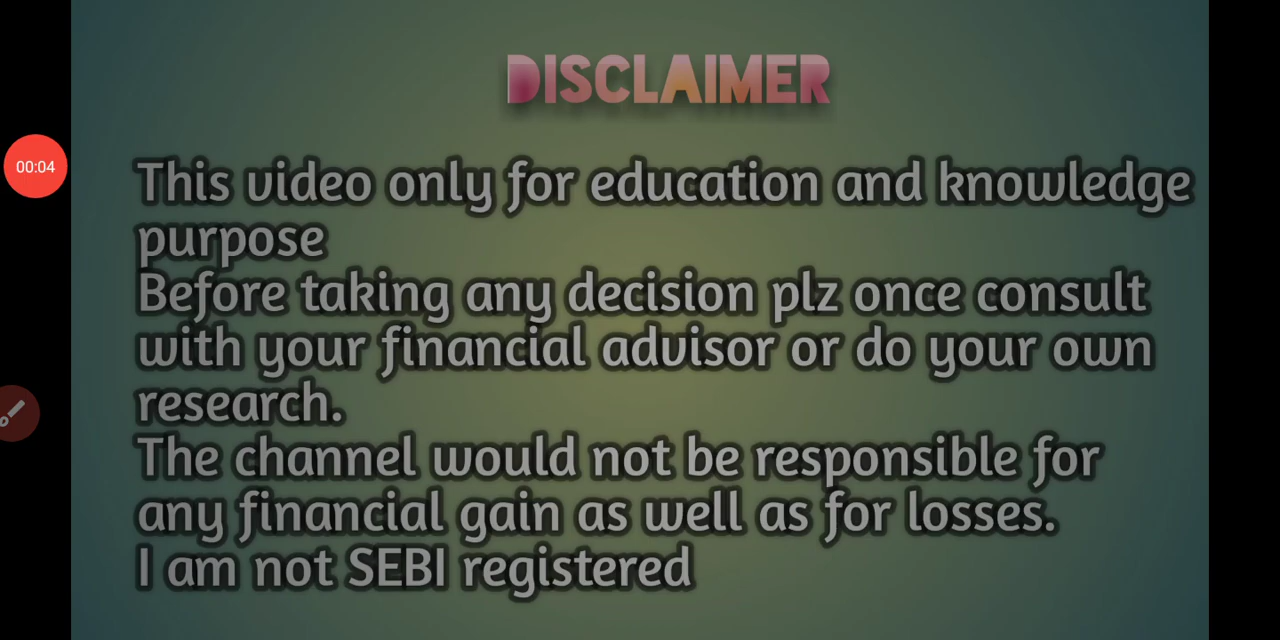 DISCLAIMER
00:04
This video only for education and knowledge
purpose
Before taking any decision plz once consult
with your financial advisor or do your own
research.
The channel would not be responsible for
any financial gain as well as for losses.
I am not SEBI registered